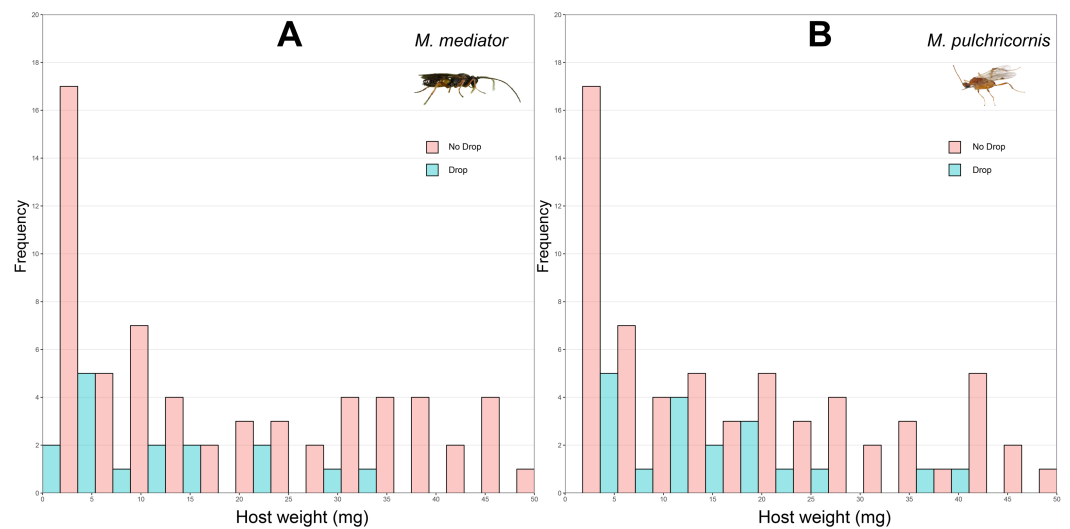 A
M. mediator
No Drop
Drop
Frequency
20
18
16
14
12
10
8
6
4
2
0
0 5 10 15 20 25 30 35 40 45 50
Host weight (mg)
B
M. pulchricornis
No Drop
Drop
Frequency
20
18
16
14
12
10
8
6
4
2
0
0 5 10 15 20 25 30 35 40 45 50
Host weight (mg)